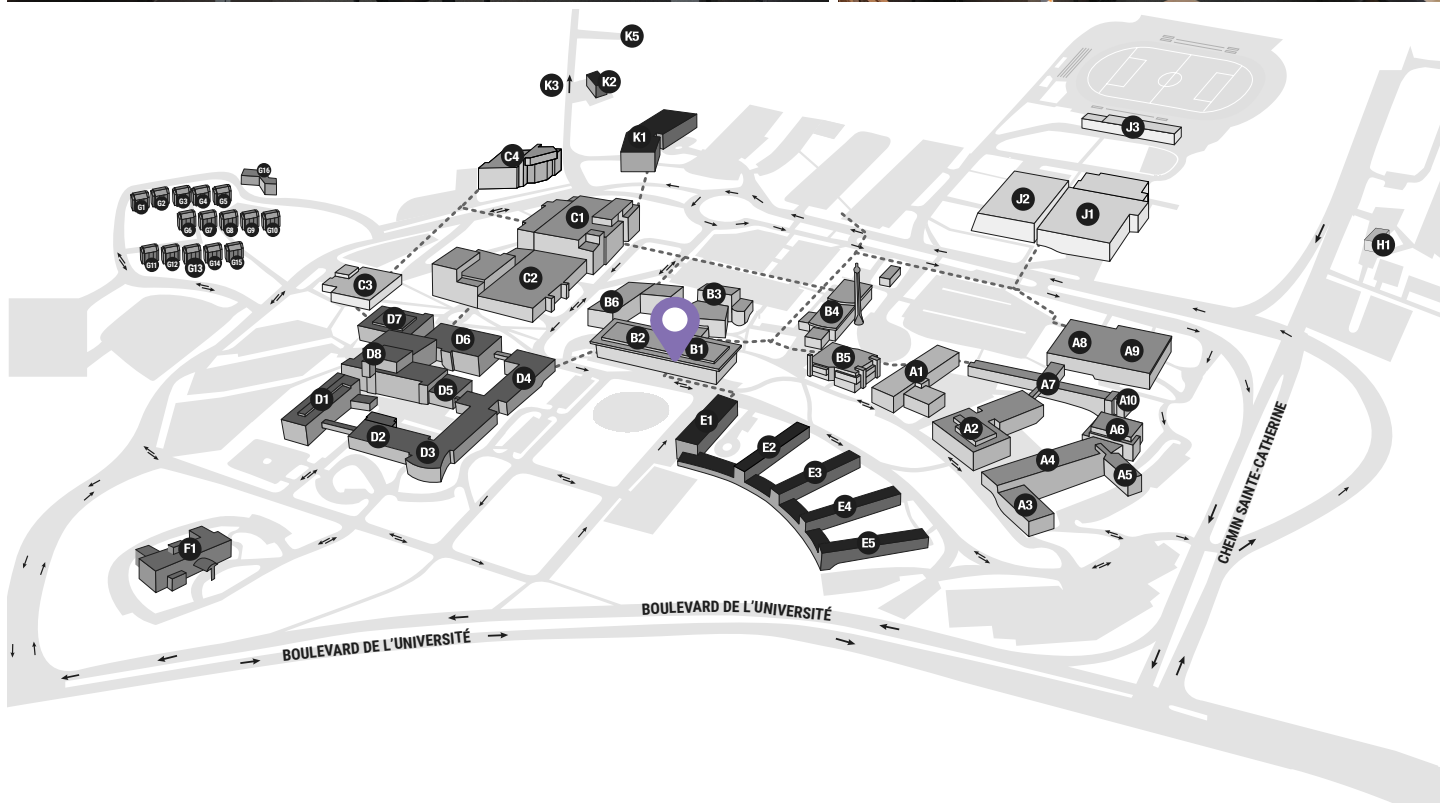 K5
K3
K2
K1
J3
C4
G16
G1
G2
G3
G4
G5
G6
G7
G8
G9
G10
G11
G12
G13
G14
G15
C1
C2
C3
J2
J1
H1
B6
B3
B2
B1
B4
B5
D7
D6
D8
D4
D5
D1
D2
D3
A8
A9
A1
A7
A10
A2
A6
A4
A5
A3
E1
E2
E3
E4
E5
F1
CHEMIN SAINTE-CATHERINE
BOULEVARD DE L'UNIVERSITÉ
BOULEVARD DE L'UNIVERSITÉ